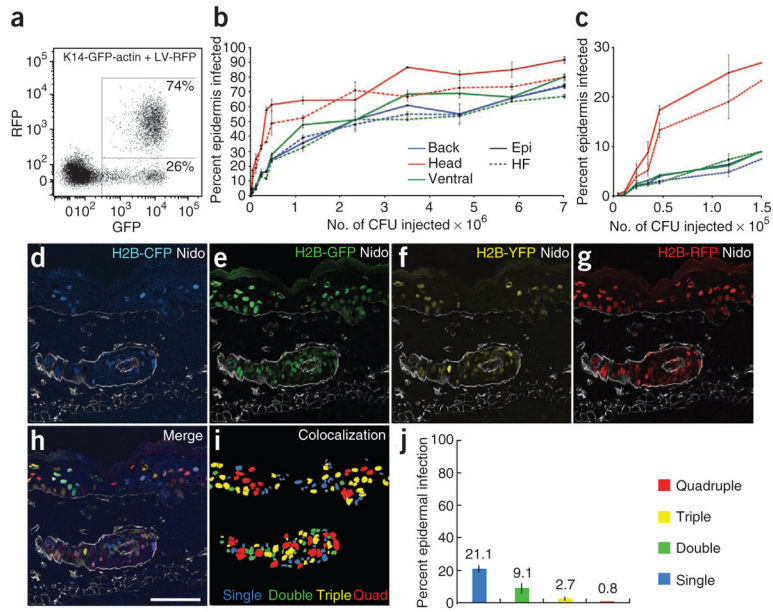 a
K14-GFP-actin + LV-RFP
74%
26%
10⁵
10⁴
10³
10²
0
RFP
0 10² 10³ 10⁴ 10⁵
GFP
b
Percent epidermis infected
100
90
80
70
60
50
40
30
20
10
0
Back
Head
Ventral
Epi
HF
0 1 2 3 4 5 6 7
No. of CFU injected × 10⁶
c
Percent epidermis infected
30
20
10
0
0 0.5 1.0 1.5
No. of CFU injected × 10⁵
d
H2B-CFP Nido
e
H2B-GFP Nido
f
H2B-YFP Nido
g
H2B-RFP Nido
h
Merge
i
Colocalization
Single Double Triple Quad
j
Percent epidermal infection
100
80
60
40
20
0
21.1
9.1
2.7
0.8
Quadruple
Triple
Double
Single